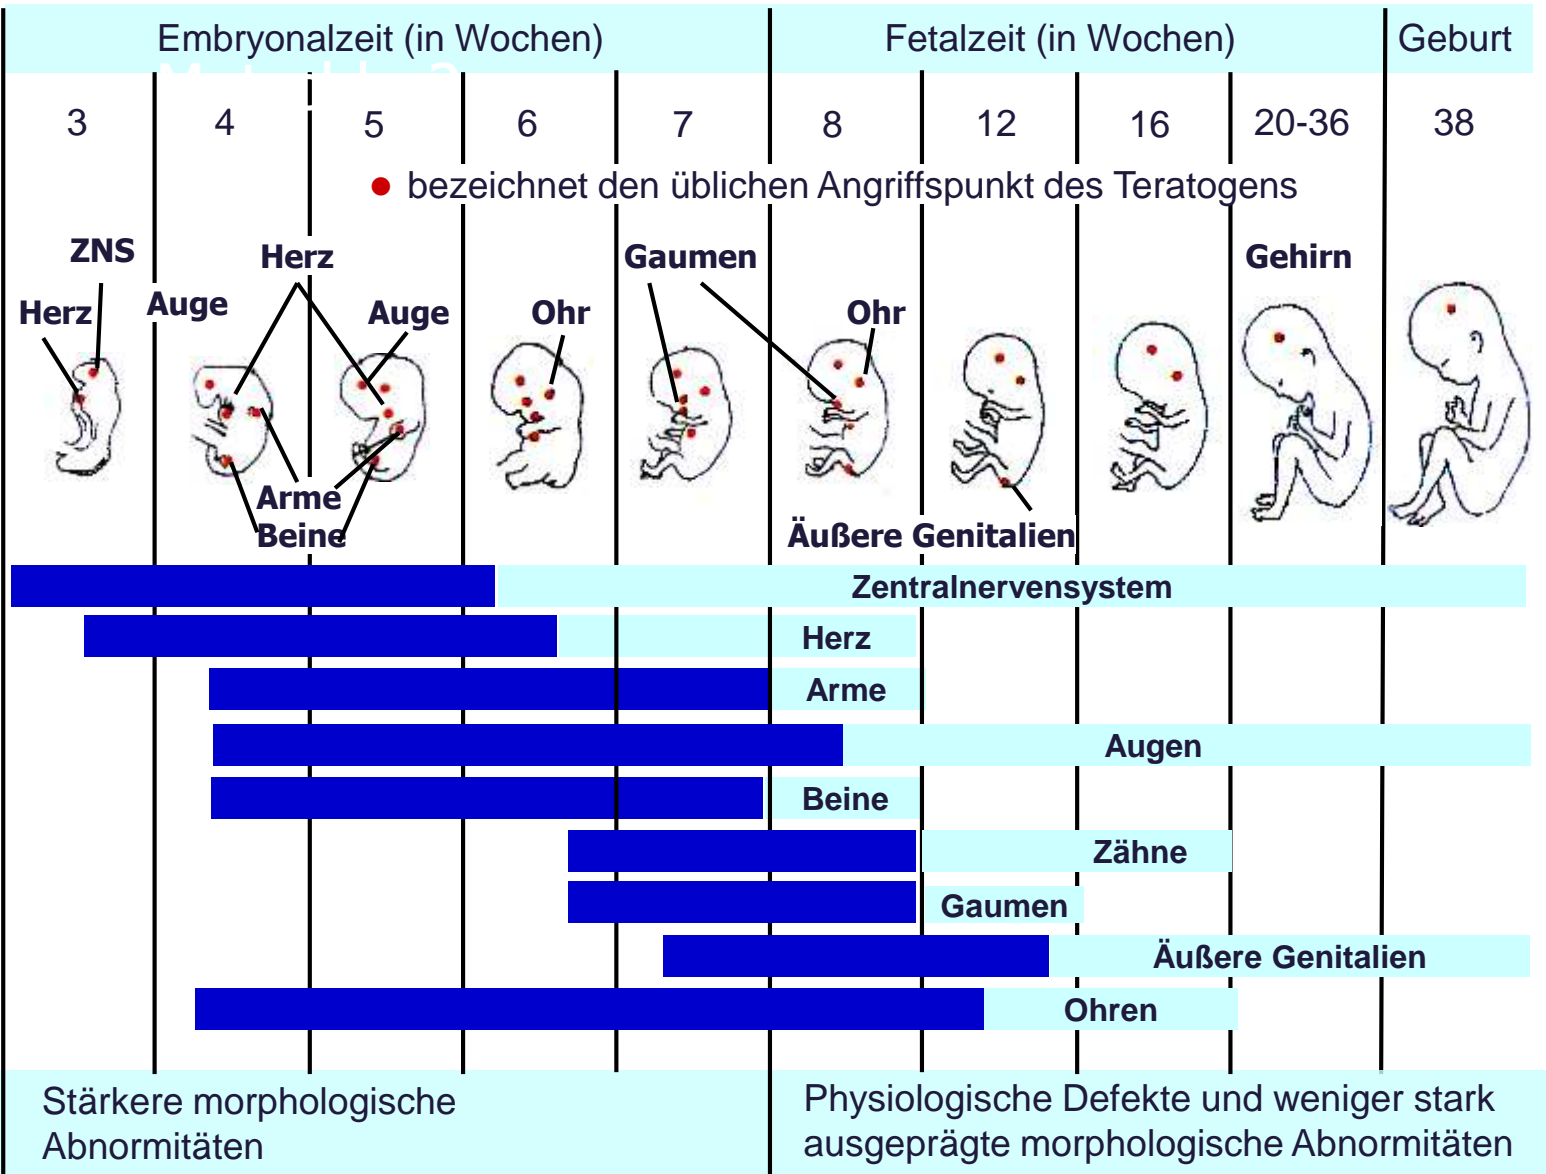 Embryonalzeit (in Wochen) Fetalzeit (in Wochen) Geburt
3 4 5 6 7 8 12 16 20-36 38
bezeichnet den üblichen Angriffspunkt des Teratogens
ZNS Herz Gaumen Gehirn
Herz Auge Auge Ohr Ohr
Arme
Beine Äußere Genitalien
Zentralnervensystem
Herz
Arme
Augen
Beine
Zähne
Gaumen
Äußere Genitalien
Ohren
Stärkere morphologische
Abnormitäten
Physiologische Defekte und weniger stark
ausgeprägte morphologische Abnormitäten